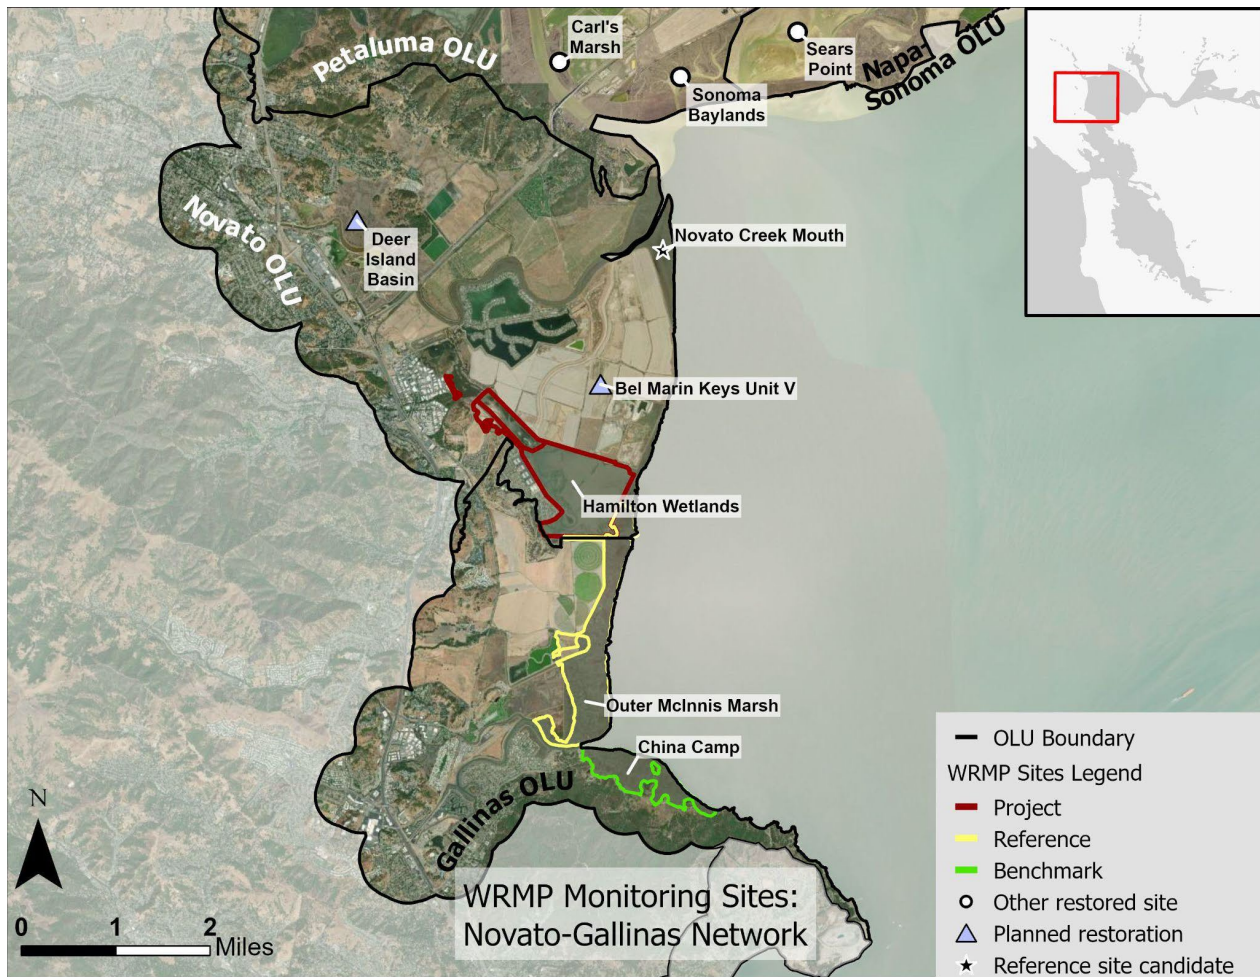 Carl's
Marsh
Petaluma OLU
Sears
Point
Napa-
Sonoma OLU
Sonoma
Baylands
Novato OLU
Deer
Island
Basin
Novato Creek Mouth
Bel Marin Keys Unit V
Hamilton Wetlands
Outer McInnis Marsh
China Camp
Gallinas OLU
N
0 1 2
Miles
WRMP Monitoring Sites:
Novato-Gallinas Network
OLU Boundary
WRMP Sites Legend
Project
Reference
Benchmark
Other restored site
Planned restoration
Reference site candidate